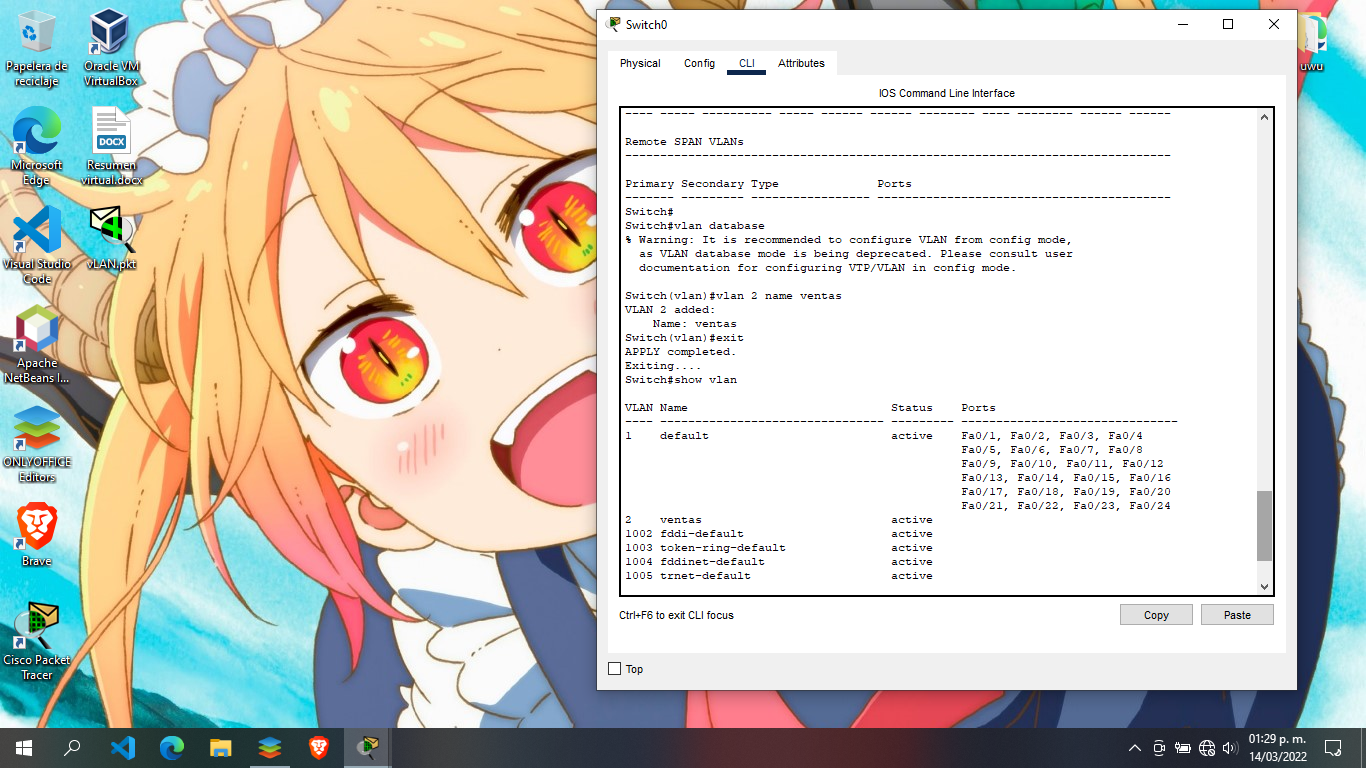 Papelera de
reciclaje
Oracle VM
VirtualBox
Microsoft
Edge
DOCX
Resumen
virtual.docx
Visual Studio
Code
vLAN.pkt
Apache
NetBeans I...
ONLYOFFICE
Editors
Brave
Cisco Packet
Tracer
uwu
Switch0
Physical Config CLI Attributes
IOS Command Line Interface
---- ----- ---------- ----- ------ ------ -------- ---- -------- ------ ------
Remote SPAN VLANs
------------------------------------------------------------------------------
Primary Secondary Type              Ports
------- --------- ----------------- ------------------------------------------
Switch#
Switch#vlan database
% Warning: It is recommended to configure VLAN from config mode,
  as VLAN database mode is being deprecated. Please consult user
  documentation for configuring VTP/VLAN in config mode.
Switch(vlan)#vlan 2 name ventas
VLAN 2 added:
    Name: ventas
Switch(vlan)#exit
APPLY completed.
Exiting....
Switch#show vlan
VLAN Name                             Status    Ports
---- -------------------------------- --------- -------------------------------
1    default                          active    Fa0/1, Fa0/2, Fa0/3, Fa0/4
                                                Fa0/5, Fa0/6, Fa0/7, Fa0/8
                                                Fa0/9, Fa0/10, Fa0/11, Fa0/12
                                                Fa0/13, Fa0/14, Fa0/15, Fa0/16
                                                Fa0/17, Fa0/18, Fa0/19, Fa0/20
                                                Fa0/21, Fa0/22, Fa0/23, Fa0/24
2    ventas                           active
1002 fddi-default                     active
1003 token-ring-default               active
1004 fddinet-default                  active
1005 trnet-default                    active
Ctrl+F6 to exit CLI focus
Copy
Paste
Top
01:29 p. m.
14/03/2022